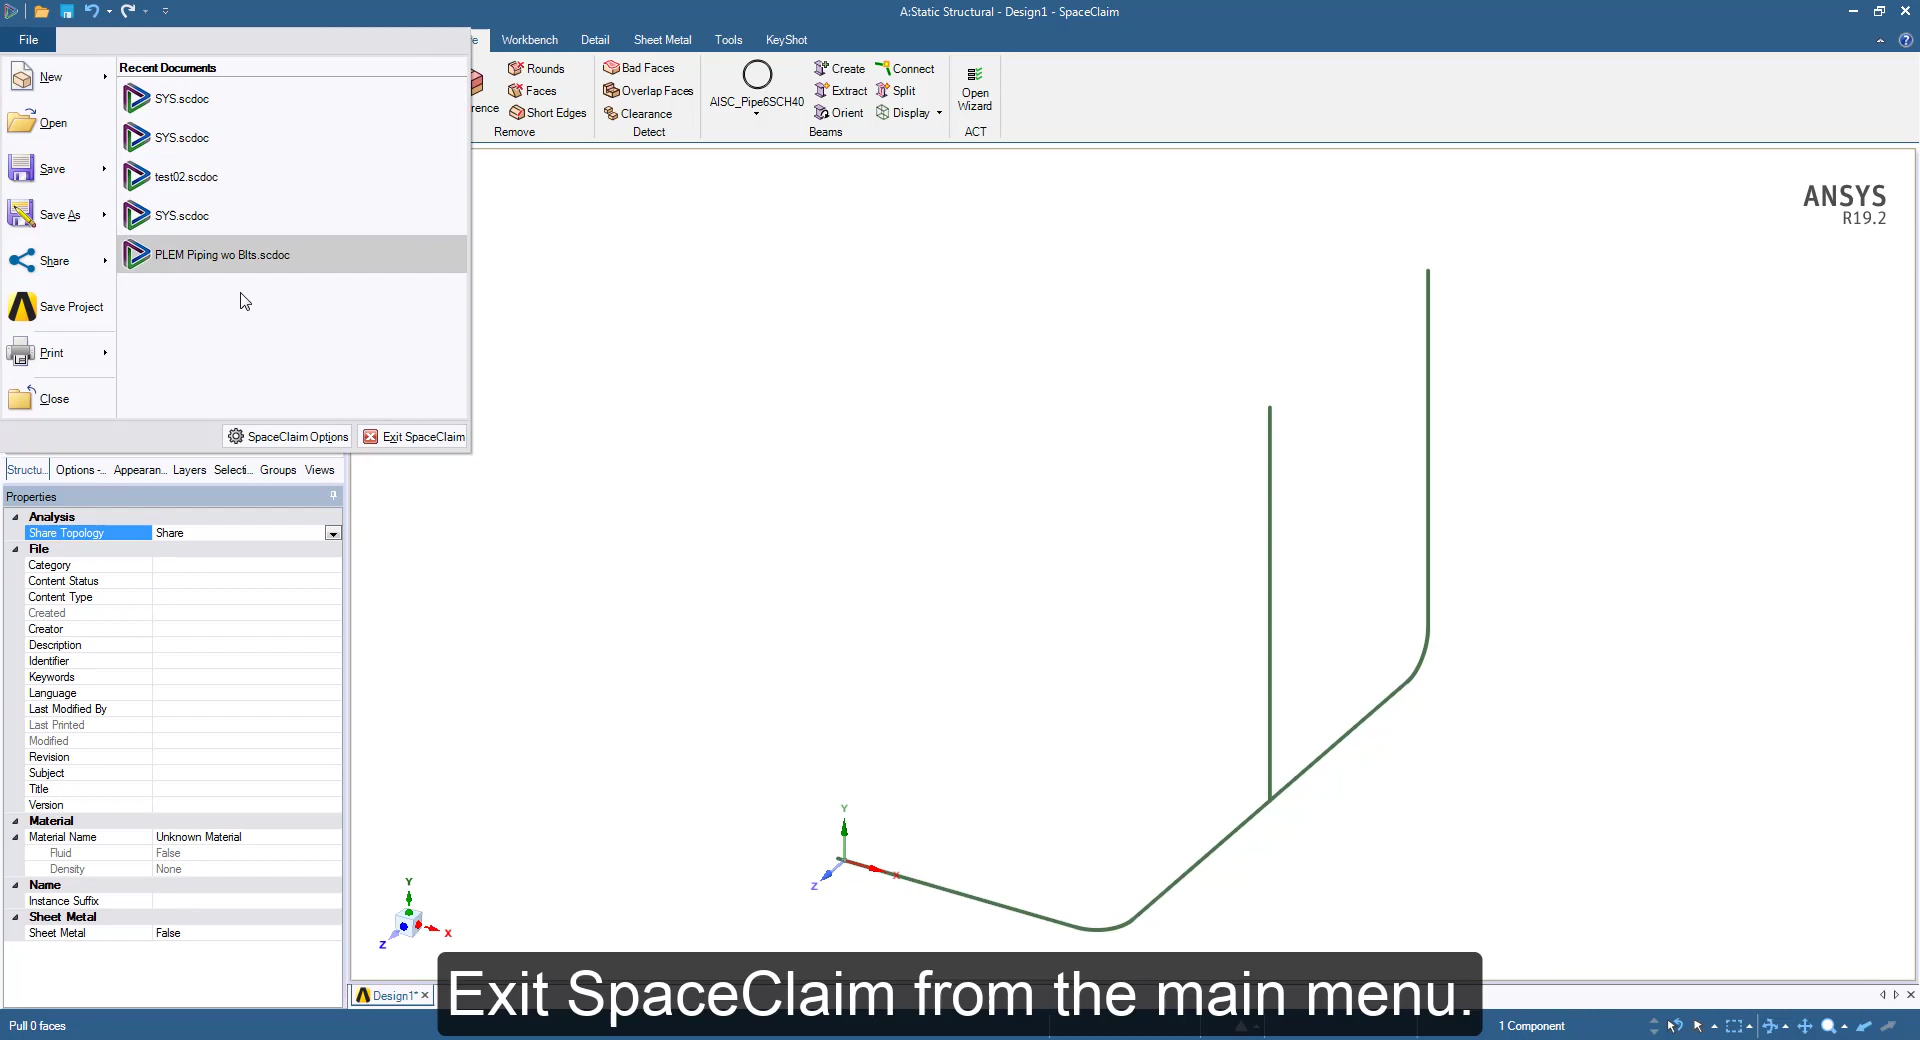 A:Static Structural - Design1 - SpaceClaim
File
Workbench
Detail
Sheet Metal
Tools
KeyShot
New
Open
Save
Save As
Share
Save Project
Print
Close
Recent Documents
SYS.scdoc
SYS.scdoc
test02.scdoc
SYS.scdoc
PLEM Piping wo Blts.scdoc
SpaceClaim Options
Exit SpaceClaim
rence
Rounds
Faces
Short Edges
Remove
Bad Faces
Overlap Faces
Clearance
Detect
AISC_Pipe6SCH40
Create
Extract
Orient
Connect
Split
Display
Beams
Open
Wizard
ACT
ANSYS
R19.2
Structu...
Options -...
Appearan...
Layers
Selecti...
Groups
Views
Properties
Analysis
Share Topology Share
File
Category
Content Status
Content Type
Created
Creator
Description
Identifier
Keywords
Language
Last Modified By
Last Printed
Modified
Revision
Subject
Title
Version
Material
Material Name Unknown Material
Fluid False
Density None
Name
Instance Suffix
Sheet Metal
Sheet Metal False
Y
Z
X
Y
Z
X
Design1*
Exit SpaceClaim from the main menu.
Pull 0 faces
1 Component